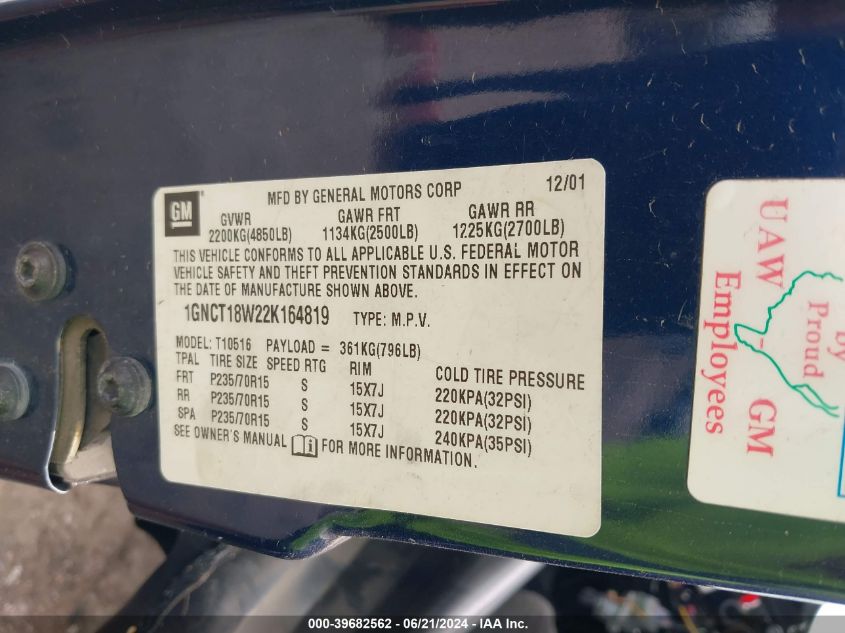 GM
MFD BY GENERAL MOTORS CORP 12/01
GVWR GAWR FRT GAWR RR
2200KG(4850LB) 1134KG(2500LB) 1225KG(2700LB)
THIS VEHICLE CONFORMS TO ALL APPLICABLE U.S. FEDERAL MOTOR
VEHICLE SAFETY AND THEFT PREVENTION STANDARDS IN EFFECT ON
THE DATE OF MANUFACTURE SHOWN ABOVE.
1GNCT18W22K164819 TYPE: M.P.V.
MODEL: T10516 PAYLOAD = 361KG(796LB)
TPAL TIRE SIZE SPEED RTG RIM COLD TIRE PRESSURE
FRT P235/70R15 S 15X7J 220KPA(32PSI)
RR P235/70R15 S 15X7J 220KPA(32PSI)
SPA P235/70R15 S 15X7J 240KPA(35PSI)
SEE OWNER'S MANUAL i FOR MORE INFORMATION.
by
Proud
UAW - GM
Employees
000-39682562 - 06/21/2024 - IAA Inc.